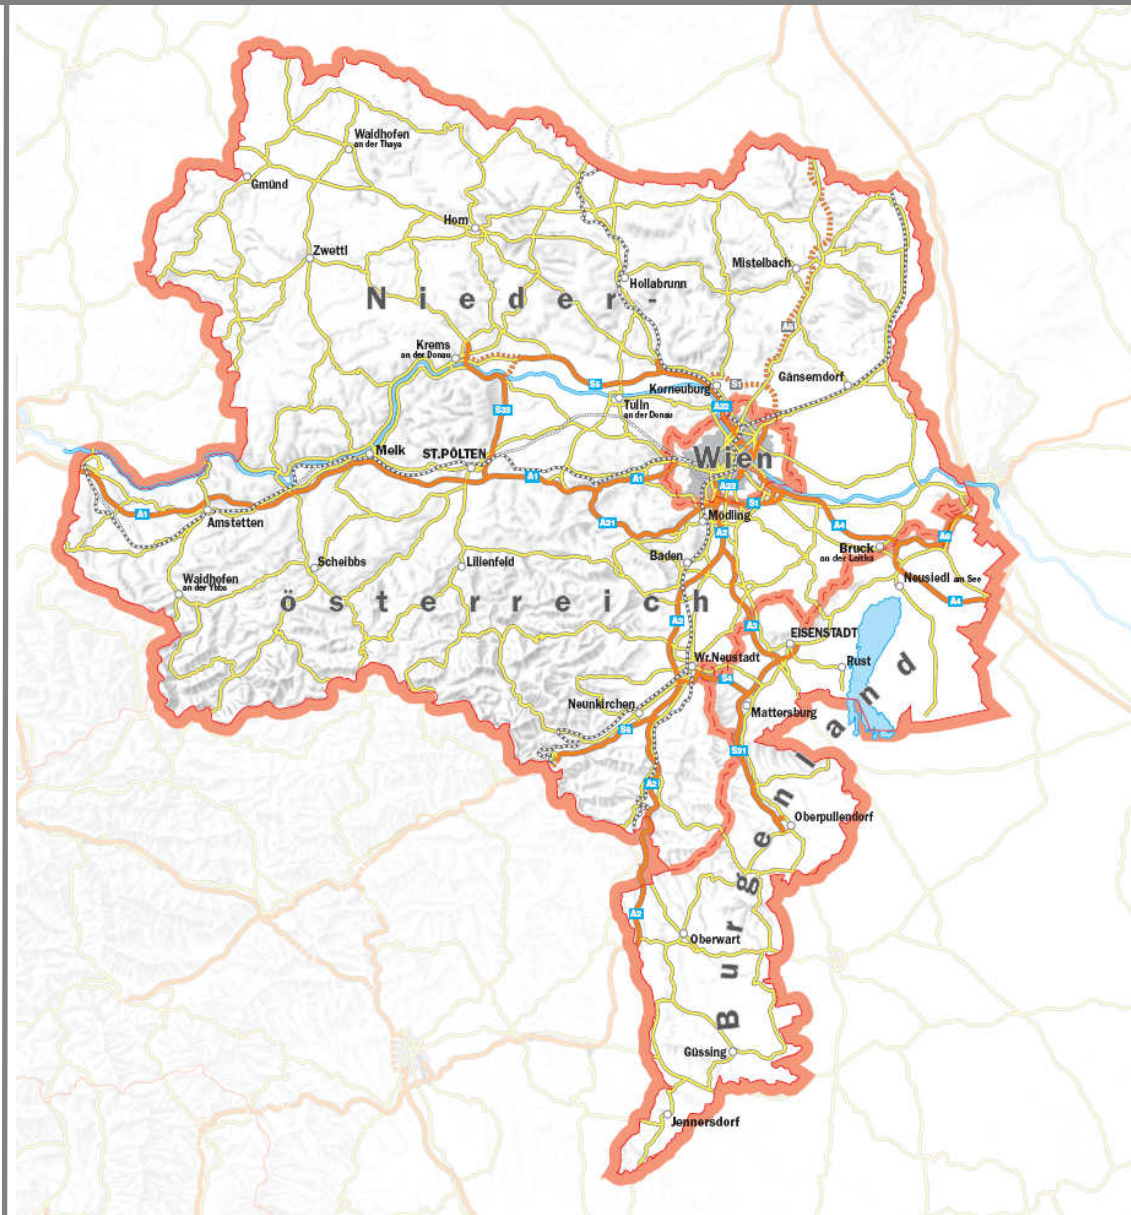 Waidhofen
an der Thaya
Gmünd
Horn
Zwettl
Mistelbach
Hollabrunn
Nieder-
A5
Krems
an der Donau
S5
Korneuburg
S1
Gänserndorf
S33
Tulln
an der Donau
A22
Melk
ST.PÖLTEN
Wien
A1
A1
A23
S1
A1
Amstetten
A21
Mödling
A2
A4
A6
Bruck
an der Leitha
Baden
Scheibbs
Lilienfeld
Waidhofen
an der Ybbs
Neusiedl am See
A4
österreich
A2
A3
EISENSTADT
Wr.Neustadt
Rust
S4
Neunkirchen
Mattersburg
S6
S31
A2
Oberpullendorf
A2
Oberwart
Burgenland
Güssing
Jennersdorf